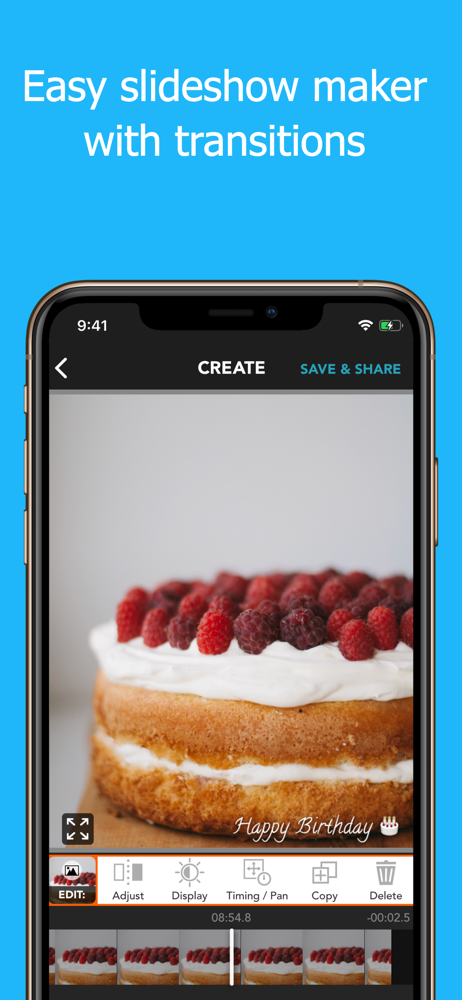 Easy slideshow maker
with transitions
9:41
CREATE
SAVE & SHARE
Happy Birthday 🎂
EDIT:
Adjust
Display
Timing / Pan
Copy
Delete
08:54.8
-00:02.5